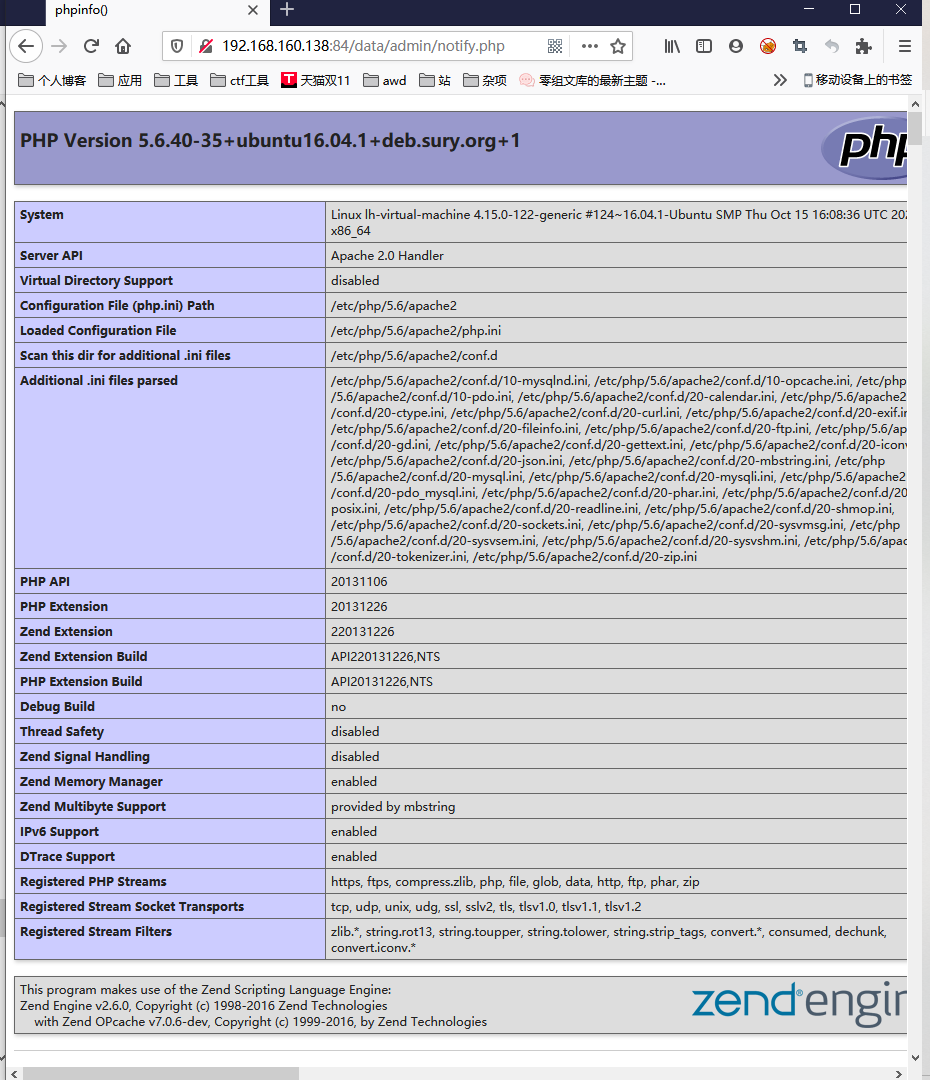 phpinfo()
192.168.160.138:84/data/admin/notify.php
个人博客 应用 工具 ctf工具 T 天猫双11 awd 站 杂项 零组文库的最新主题 -... 移动设备上的书签
PHP Version 5.6.40-35+ubuntu16.04.1+deb.sury.org+1
php
System Linux lh-virtual-machine 4.15.0-122-generic #124~16.04.1-Ubuntu SMP Thu Oct 15 16:08:36 UTC 202
x86_64
Server API Apache 2.0 Handler
Virtual Directory Support disabled
Configuration File (php.ini) Path /etc/php/5.6/apache2
Loaded Configuration File /etc/php/5.6/apache2/php.ini
Scan this dir for additional .ini files /etc/php/5.6/apache2/conf.d
Additional .ini files parsed /etc/php/5.6/apache2/conf.d/10-mysqlnd.ini, /etc/php/5.6/apache2/conf.d/10-opcache.ini, /etc/php
/5.6/apache2/conf.d/10-pdo.ini, /etc/php/5.6/apache2/conf.d/20-calendar.ini, /etc/php/5.6/apache2
/conf.d/20-ctype.ini, /etc/php/5.6/apache2/conf.d/20-curl.ini, /etc/php/5.6/apache2/conf.d/20-exif.in
/etc/php/5.6/apache2/conf.d/20-fileinfo.ini, /etc/php/5.6/apache2/conf.d/20-ftp.ini, /etc/php/5.6/ap
/conf.d/20-gd.ini, /etc/php/5.6/apache2/conf.d/20-gettext.ini, /etc/php/5.6/apache2/conf.d/20-iconv
/etc/php/5.6/apache2/conf.d/20-json.ini, /etc/php/5.6/apache2/conf.d/20-mbstring.ini, /etc/php
/5.6/apache2/conf.d/20-mysql.ini, /etc/php/5.6/apache2/conf.d/20-mysqli.ini, /etc/php/5.6/apache2
/conf.d/20-pdo_mysql.ini, /etc/php/5.6/apache2/conf.d/20-phar.ini, /etc/php/5.6/apache2/conf.d/20
posix.ini, /etc/php/5.6/apache2/conf.d/20-readline.ini, /etc/php/5.6/apache2/conf.d/20-shmop.ini,
/etc/php/5.6/apache2/conf.d/20-sockets.ini, /etc/php/5.6/apache2/conf.d/20-sysvmsg.ini, /etc/php
/5.6/apache2/conf.d/20-sysvsem.ini, /etc/php/5.6/apache2/conf.d/20-sysvshm.ini, /etc/php/5.6/apac
/conf.d/20-tokenizer.ini, /etc/php/5.6/apache2/conf.d/20-zip.ini
PHP API 20131106
PHP Extension 20131226
Zend Extension 220131226
Zend Extension Build API220131226,NTS
PHP Extension Build API20131226,NTS
Debug Build no
Thread Safety disabled
Zend Signal Handling disabled
Zend Memory Manager enabled
Zend Multibyte Support provided by mbstring
IPv6 Support enabled
DTrace Support enabled
Registered PHP Streams https, ftps, compress.zlib, php, file, glob, data, http, ftp, phar, zip
Registered Stream Socket Transports tcp, udp, unix, udg, ssl, sslv2, tls, tlsv1.0, tlsv1.1, tlsv1.2
Registered Stream Filters zlib.*, string.rot13, string.toupper, string.tolower, string.strip_tags, convert.*, consumed, dechunk,
convert.iconv.*
This program makes use of the Zend Scripting Language Engine:
Zend Engine v2.6.0, Copyright (c) 1998-2016 Zend Technologies
with Zend OPcache v7.0.6-dev, Copyright (c) 1999-2016, by Zend Technologies
zend® engin